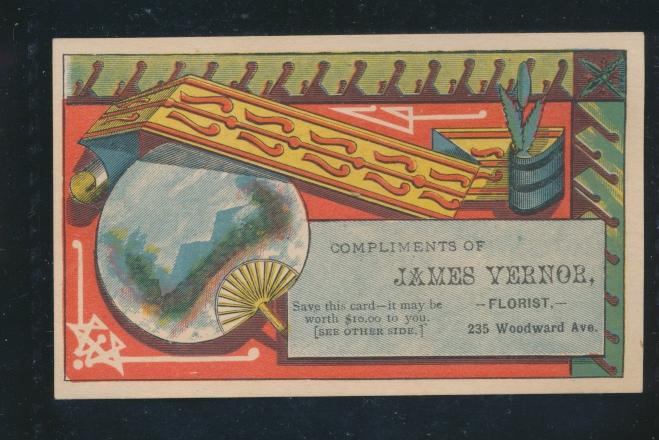 COMPLIMENTS OF
JAMES VERNOR,
–FLORIST,–
235 Woodward Ave.
Save this card—it may be
worth $10.00 to you.
[SEE OTHER SIDE.]